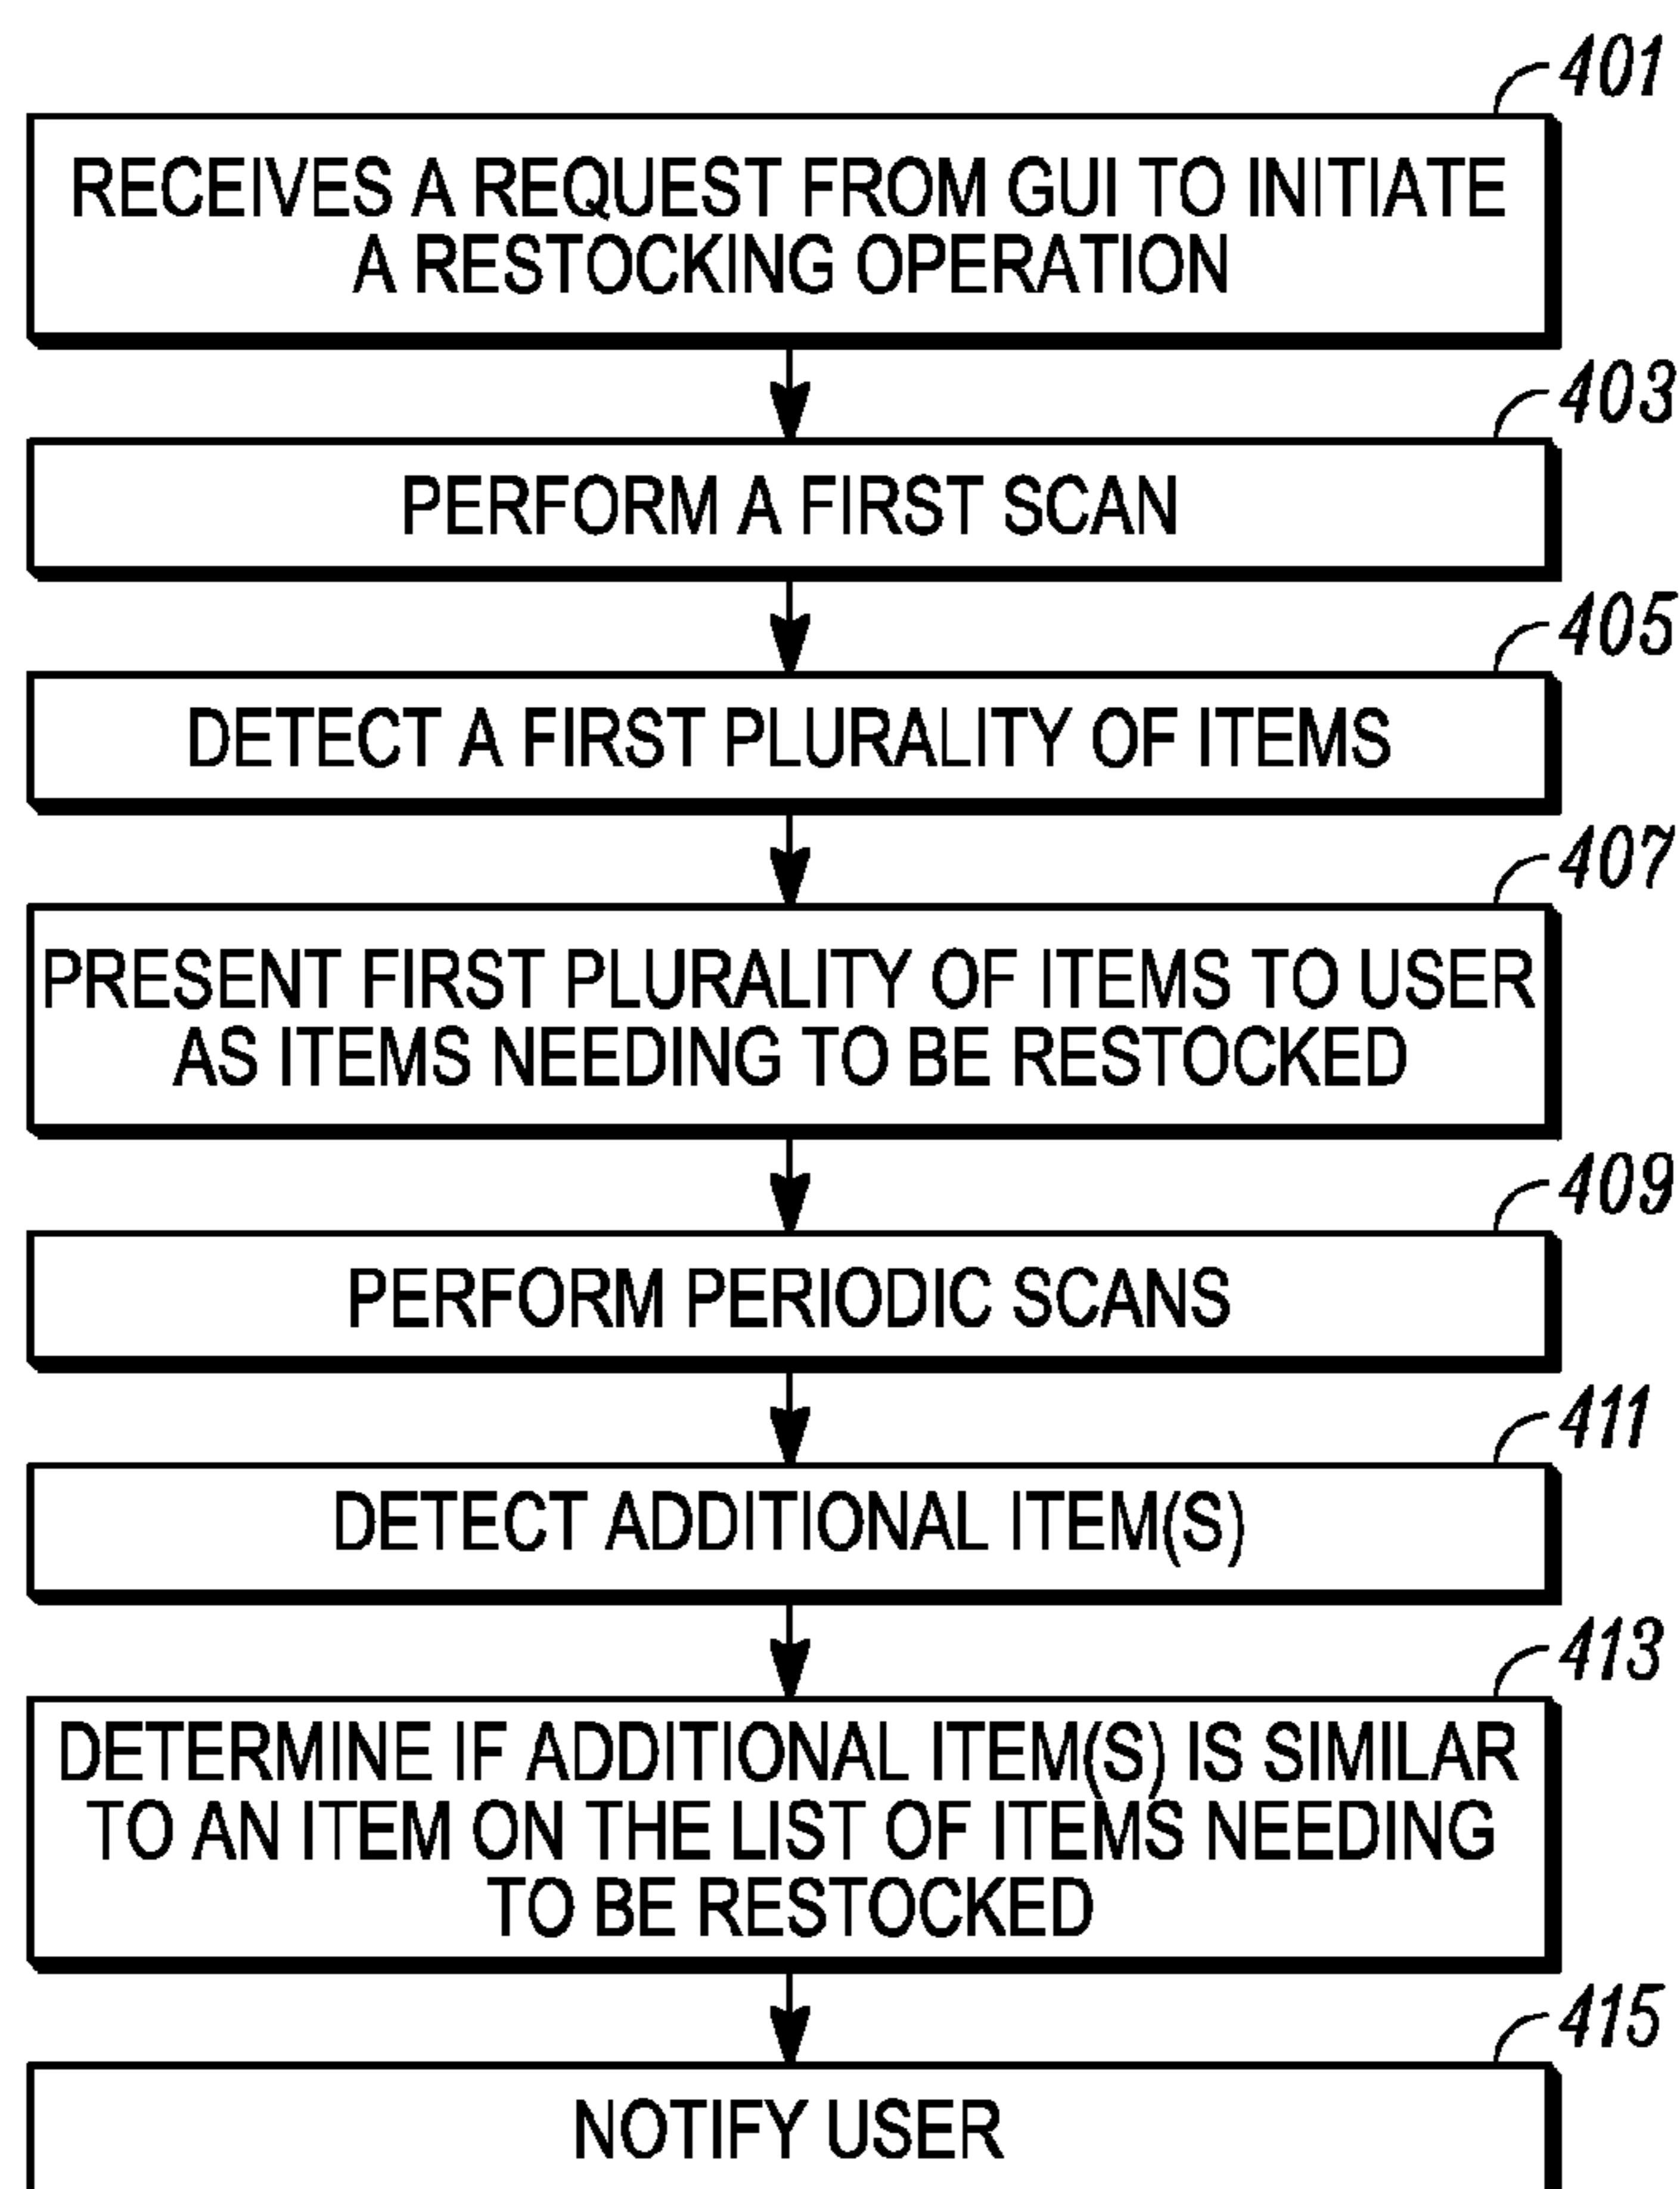 401
RECEIVES A REQUEST FROM GUI TO INITIATE
A RESTOCKING OPERATION
403
PERFORM A FIRST SCAN
405
DETECT A FIRST PLURALITY OF ITEMS
407
PRESENT FIRST PLURALITY OF ITEMS TO USER
AS ITEMS NEEDING TO BE RESTOCKED
409
PERFORM PERIODIC SCANS
411
DETECT ADDITIONAL ITEM(S)
413
DETERMINE IF ADDITIONAL ITEM(S) IS SIMILAR
TO AN ITEM ON THE LIST OF ITEMS NEEDING
TO BE RESTOCKED
415
NOTIFY USER